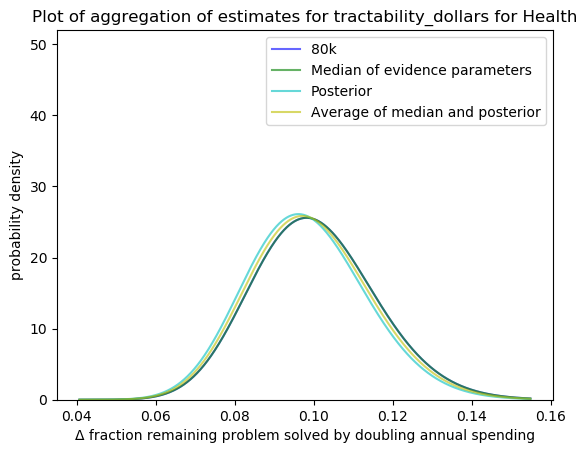 Plot of aggregation of estimates for tractability_dollars for Health
50
40
30
20
10
0
probability density
80k
Median of evidence parameters
Posterior
Average of median and posterior
0.04 0.06 0.08 0.10 0.12 0.14 0.16
Δ fraction remaining problem solved by doubling annual spending